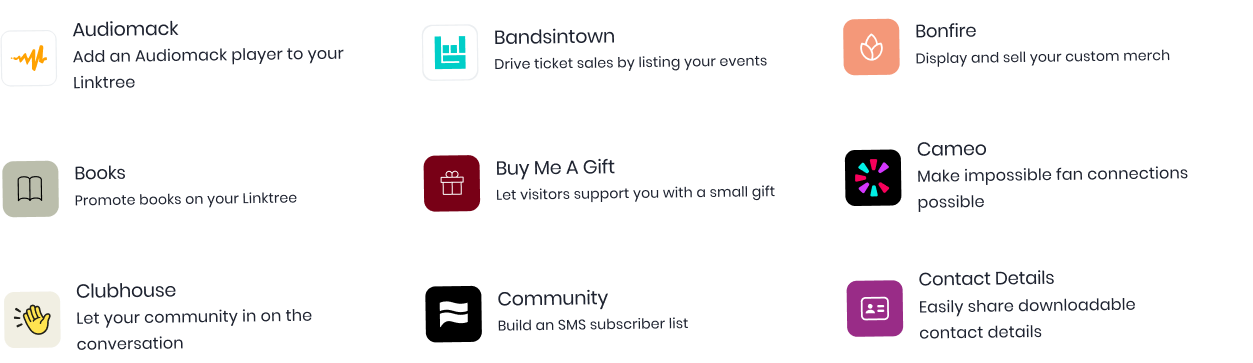 Audiomack
Add an Audiomack player to your
Linktree
Bandsintown
Drive ticket sales by listing your events
Bonfire
Display and sell your custom merch
Books
Promote books on your Linktree
Buy Me A Gift
Let visitors support you with a small gift
Cameo
Make impossible fan connections
possible
Clubhouse
Let your community in on the
conversation
Community
Build an SMS subscriber list
Contact Details
Easily share downloadable
contact details